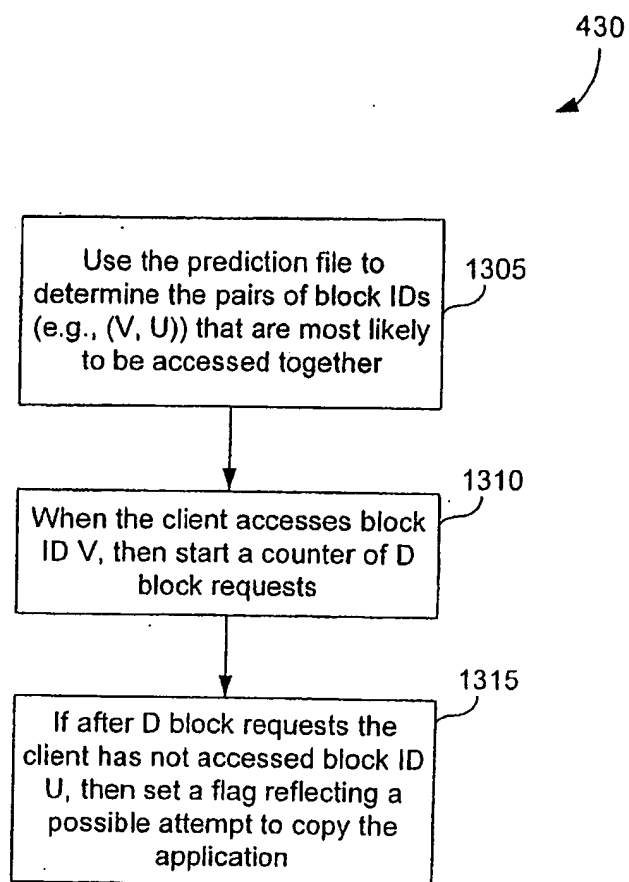 430
Use the prediction file to
determine the pairs of block IDs
(e.g., (V, U)) that are most likely
to be accessed together
1305
When the client accesses block
ID V, then start a counter of D
block requests
1310
If after D block requests the
client has not accessed block ID
U, then set a flag reflecting a
possible attempt to copy the
application
1315